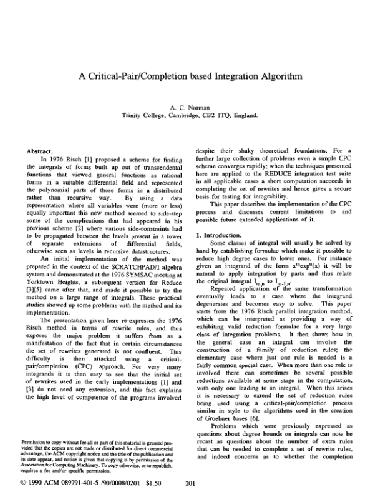 A Critical-Pair/Completion based Integration Algorithm
A. C. Norman
Trinity College, Cambridge, CB2 1TQ, England.
Abstract.
In 1976 Risch [1] proposed a scheme for finding
the integrals of forms built up out of transcendental
functions that viewed general functions as rational
forms in a suitable differential field and represented
the polynomial parts of these forms in a distributed
rather than recursive way. By using a data
representation where all variables were (more or less)
equally important this new method seemed to side-step
some of the complications that had appeared in his
previous scheme [2] where various side-constraints had
to be propagated between the levels present in a tower
of separate extensions of differential fields,
otherwise seen as levels in recursive datastructures.
An initial implementation of the method was
prepared in the context of the SCRATCHPAD/1 algebra
system and demonstrated at the 1976 SYMSAC meeting at
Yorktown Heights, a subsequent version for Reduce
[3][5] came after that, and made it possible to try the
method on a large range of integrals. These practical
studies showed up some problems with the method and its
implementation.
The presentation given here re-expresses the 1976
Risch method in terms of rewrite rules, and thus
exposes the major problem it suffers from as a
manifestation of the fact that in certain circumstances
the set of rewrites generated is not confluent. This
difficulty is then attacked using a critical-
pair/completion (CPC) approach. For very many
integrands it is then easy to see that the initial set
of rewrites used in the early implementations [1] and
[3] do not need any extension, and this fact explains
the high level of competence of the programs involved
Permission to copy without fee all or part of this material is granted pro-
vided that the copies are not made or distributed for direct commercial
advantage, the ACM copyright notice and the title of the publication and
its date appear, and notice is given that copying is by permission of the
Association for Computing Machinery. To copy otherwise, or to republish,
requires a fee and/or specific permission.
© 1990 ACM 089791-401-5/90/0008/0201 $1.50
despite their shaky theoretical foundations. For a
further large collection of problems even a simple CPC
scheme converges rapidly; when the techniques presented
here are applied to the REDUCE integration test suite
in all applicable cases a short computation succeeds in
completing the set of rewrites and hence gives a secure
basis for testing for integrability.
This paper describes the implementation of the CPC
process and discusses current limitations to and
possible future extended applications of it.
1. Introduction.
Some classes of integral will usually be solved by
hand by establishing formulae which make it possible to
reduce high degree cases to lower ones. For instance
it will be
natural to apply integration by parts and thus relate
the original integral
Repeated application of the same transformation
eventually leads to a case where the integrand
degenerates and becomes easy to solve. This paper
starts from the 1976 Risch parallel integration method,
which can be interpreted as providing a way of
exhibiting valid reduction formulae for a very large
class of integration problems. It then shows how in
the general case an integral can involve the
construction of a family of reduction rules; the
elementary case where just one rule is needed is a
fairly common special case. When more than one rule is
involved there can sometimes be several possible
reductions available at some stage in the computation,
with only one leading to an integral. When this arises
it is necessary to extend the set of reduction rules
being used using a critical-pair/completion process
similar in style to the algorithms used in the creation
of Groebner bases [6].
Problems which were previously expressed as
questions about degree bounds on integrals can now be
recast as questions about the number of extra rules
that can be needed to complete a set of rewrite rules,
and indeed concerns as to whether the completion
201